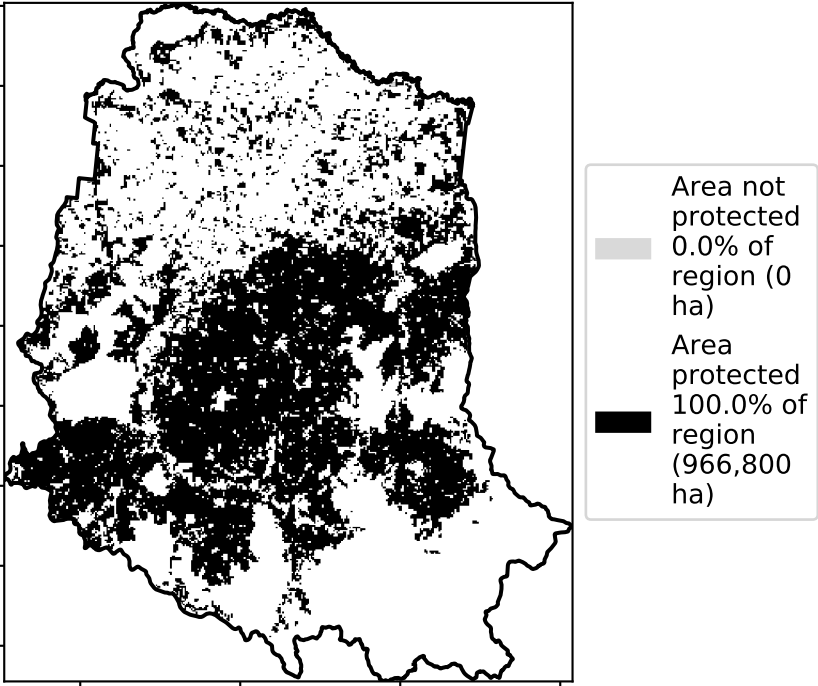 Area not
protected
0.0% of
region (0
ha)
Area
protected
100.0% of
region
(966,800
ha)